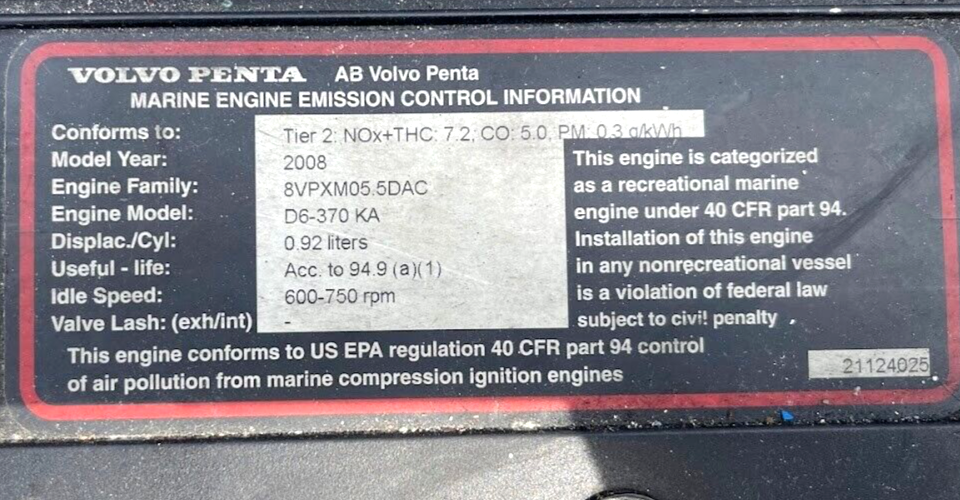 VOLVO PENTA AB Volvo Penta
MARINE ENGINE EMISSION CONTROL INFORMATION
Conforms to: Tier 2: NOx+THC: 7.2; CO: 5.0, PM: 0.3 g/kWh
Model Year: 2008
Engine Family: 8VPXM05.5DAC
Engine Model: D6-370 KA
Displac./Cyl: 0.92 liters
Useful - life: Acc. to 94.9 (a)(1)
Idle Speed: 600-750 rpm
Valve Lash: (exh/int) -
This engine is categorized
as a recreational marine
engine under 40 CFR part 94.
Installation of this engine
in any nonrecreational vessel
is a violation of federal law
subject to civil penalty.
This engine conforms to US EPA regulation 40 CFR part 94 control
of air pollution from marine compression ignition engines
21124025